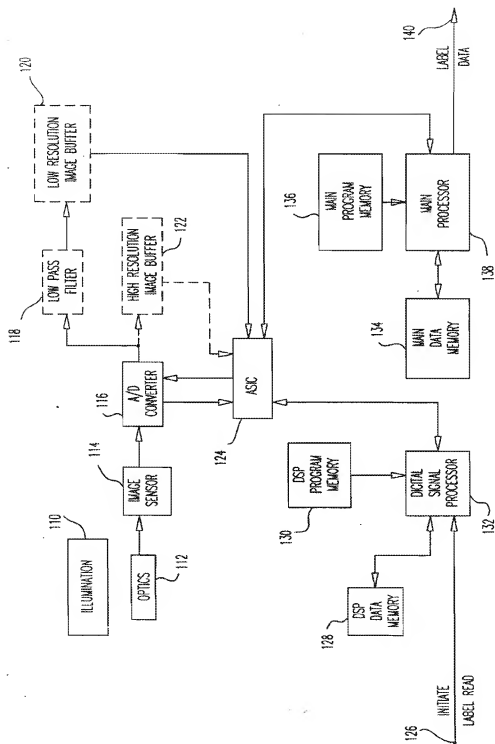 110
ILLUMINATION
OPTICS
112
114
IMAGE
SENSOR
116
A/D
CONVERTER
118
LOW PASS
FILTER
120
LOW RESOLUTION
IMAGE BUFFER
HIGH RESOLUTION
IMAGE BUFFER
122
ASIC
124
126
INITIATE
LABEL READ
128
DSP
DATA
MEMORY
130
DSP
PROGRAM
MEMORY
DIGITAL
SIGNAL
PROCESSOR
132
134
MAIN
DATA
MEMORY
136
MAIN
PROGRAM
MEMORY
MAIN
PROCESSOR
138
LABEL
DATA
140